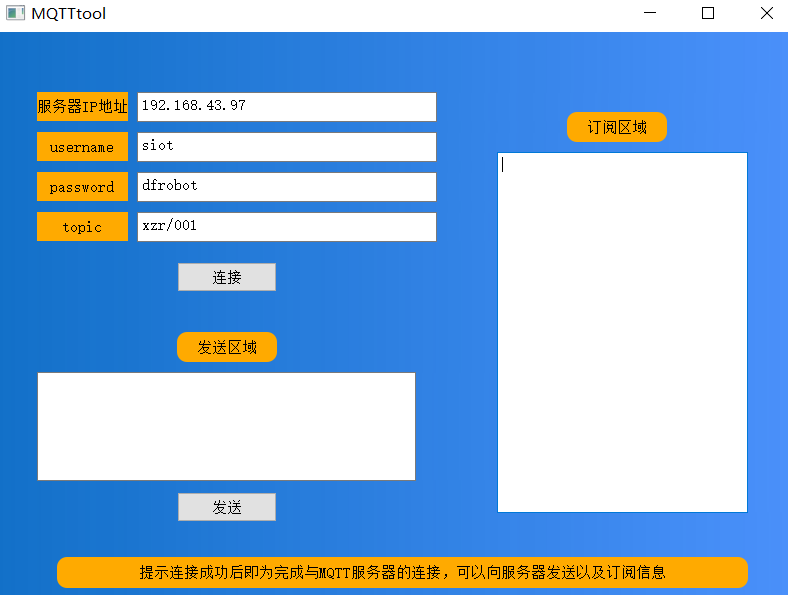 MQTTtool
服务器IP地址
192.168.43.97
username
siot
password
dfrobot
topic
xzr/001
连接
发送区域
发送
订阅区域
提示连接成功后即为完成与MQTT服务器的连接，可以向服务器发送以及订阅信息